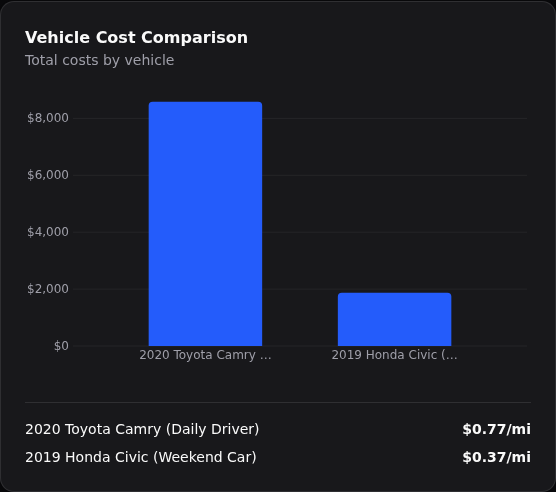 Vehicle Cost Comparison
Total costs by vehicle
$8,000
$6,000
$4,000
$2,000
$0
2020 Toyota Camry ... 2019 Honda Civic (...
2020 Toyota Camry (Daily Driver) $0.77/mi
2019 Honda Civic (Weekend Car) $0.37/mi